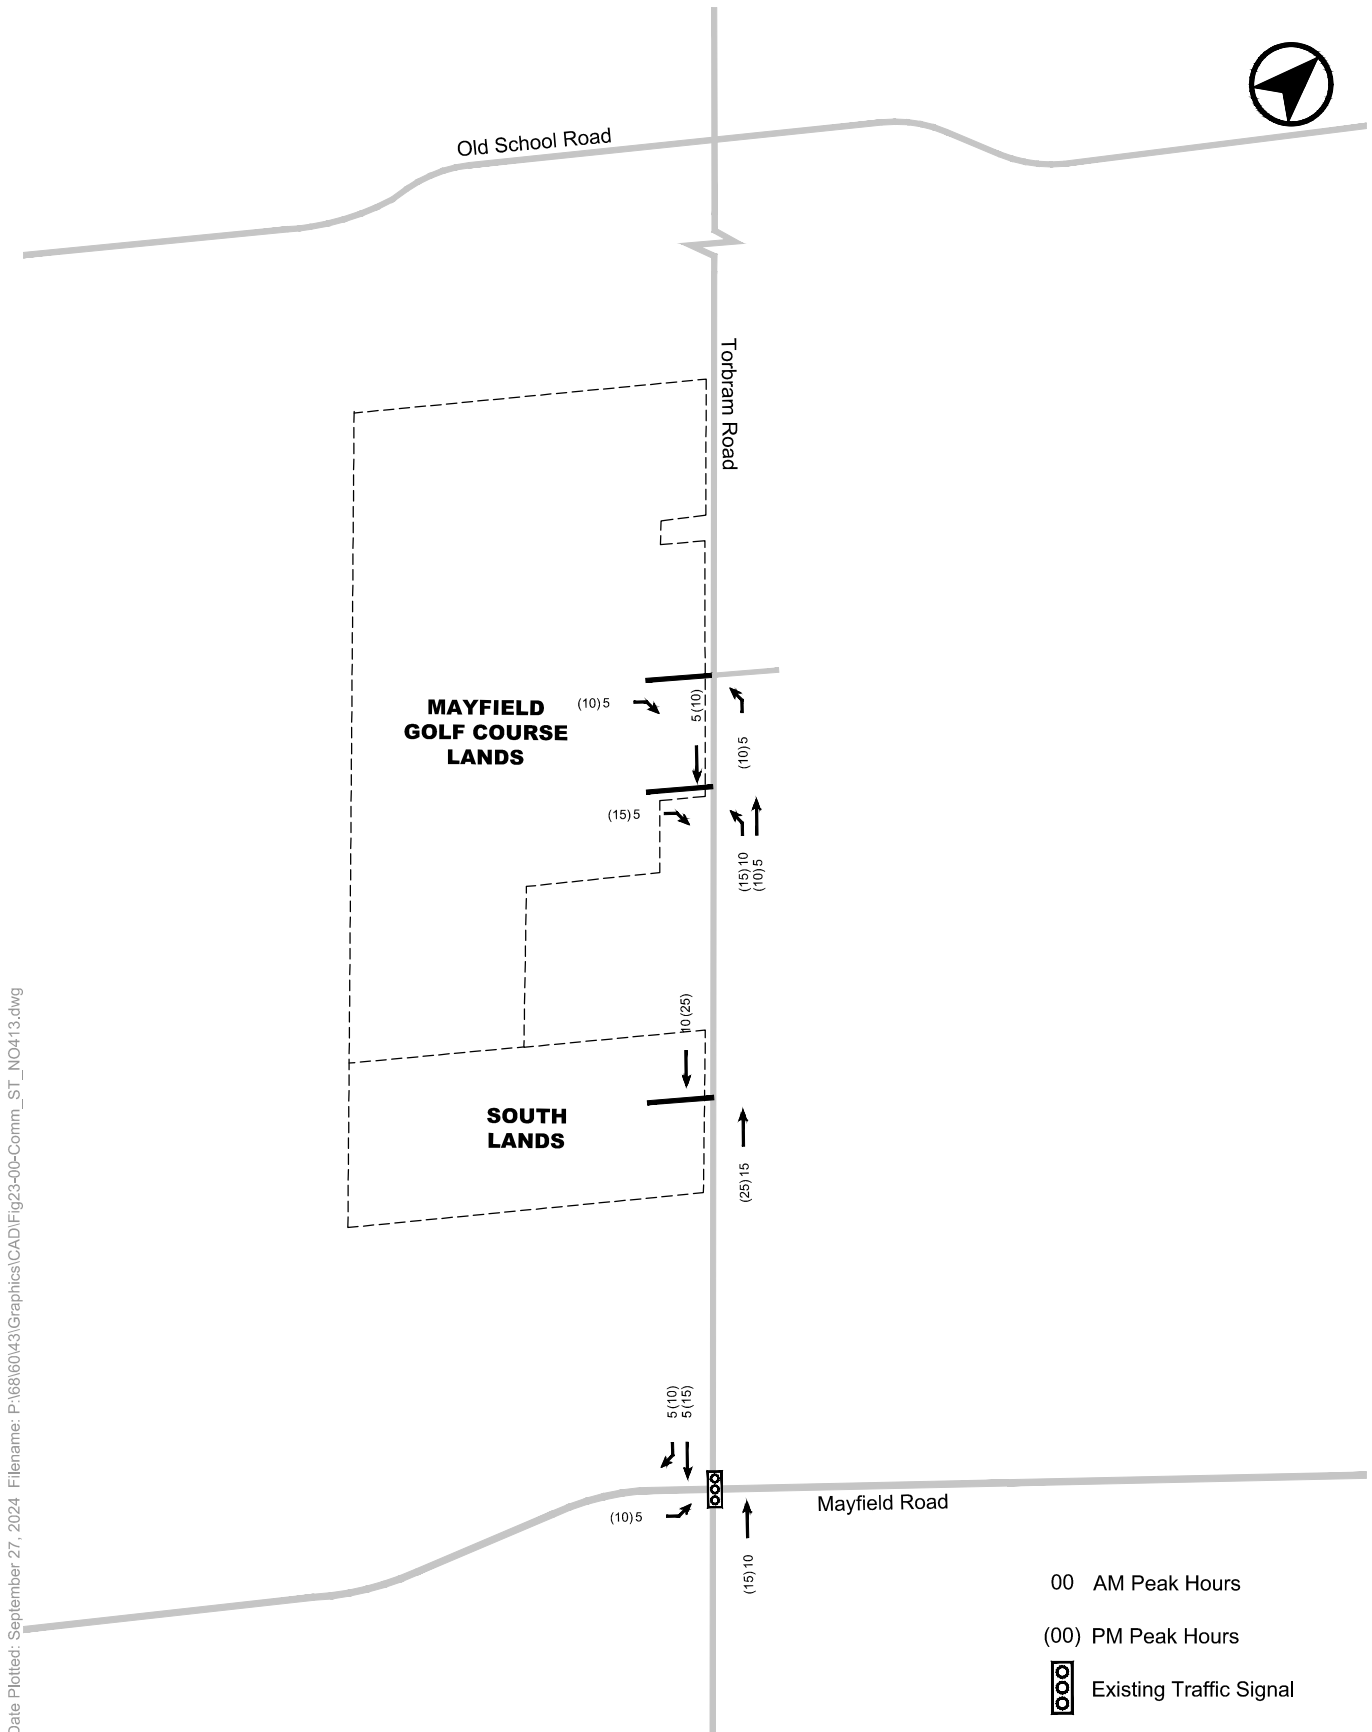 Old School Road
Torbram Road
MAYFIELD
GOLF COURSE
LANDS
(10) 5
5 (10)
(10) 5
(15) 5
(15) 10
(10) 5
10 (25)
SOUTH
LANDS
(25) 15
5 (10)
5 (15)
(10) 5
Mayfield Road
(15) 10
00 AM Peak Hours
(00) PM Peak Hours
Existing Traffic Signal
Date Plotted: September 27, 2024 Filename: P:\68\60\43\Graphics\CAD\Fig23-00-Comm_ST_NO413.dwg